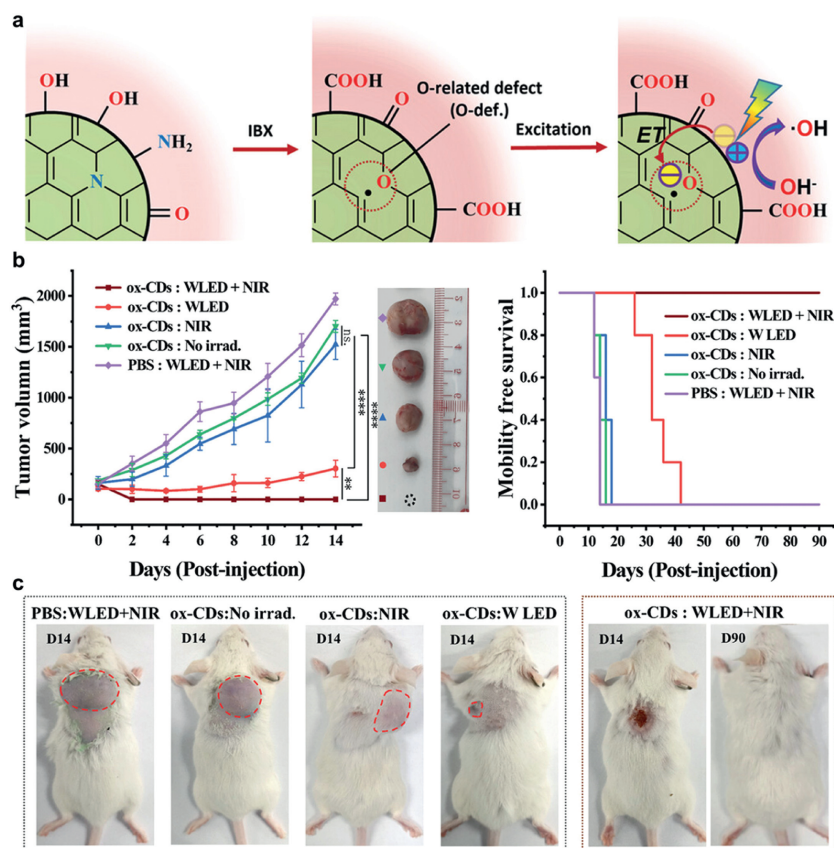 a
OH
OH
NH₂
N
O
IBX
COOH
O
O-related defect
(O-def.)
O
COOH
Excitation
COOH
O
ET
O
·OH
OH⁻
COOH
b
Tumor volumn (mm³)
2000
1500
1000
500
0
0 2 4 6 8 10 12 14
Days (Post-injection)
ox-CDs : WLED + NIR
ox-CDs : WLED
ox-CDs : NIR
ox-CDs : No irrad.
PBS : WLED + NIR
ns
****
****
**
Mobility free survival
1.0
0.8
0.6
0.4
0.2
0.0
0 10 20 30 40 50 60 70 80 90
Days (Post-injection)
ox-CDs : WLED + NIR
ox-CDs : W LED
ox-CDs : NIR
ox-CDs : No irrad.
PBS : WLED + NIR
c
PBS:WLED+NIR ox-CDs:No irrad. ox-CDs:NIR ox-CDs:W LED ox-CDs : WLED+NIR
D14 D14 D14 D14 D14 D90